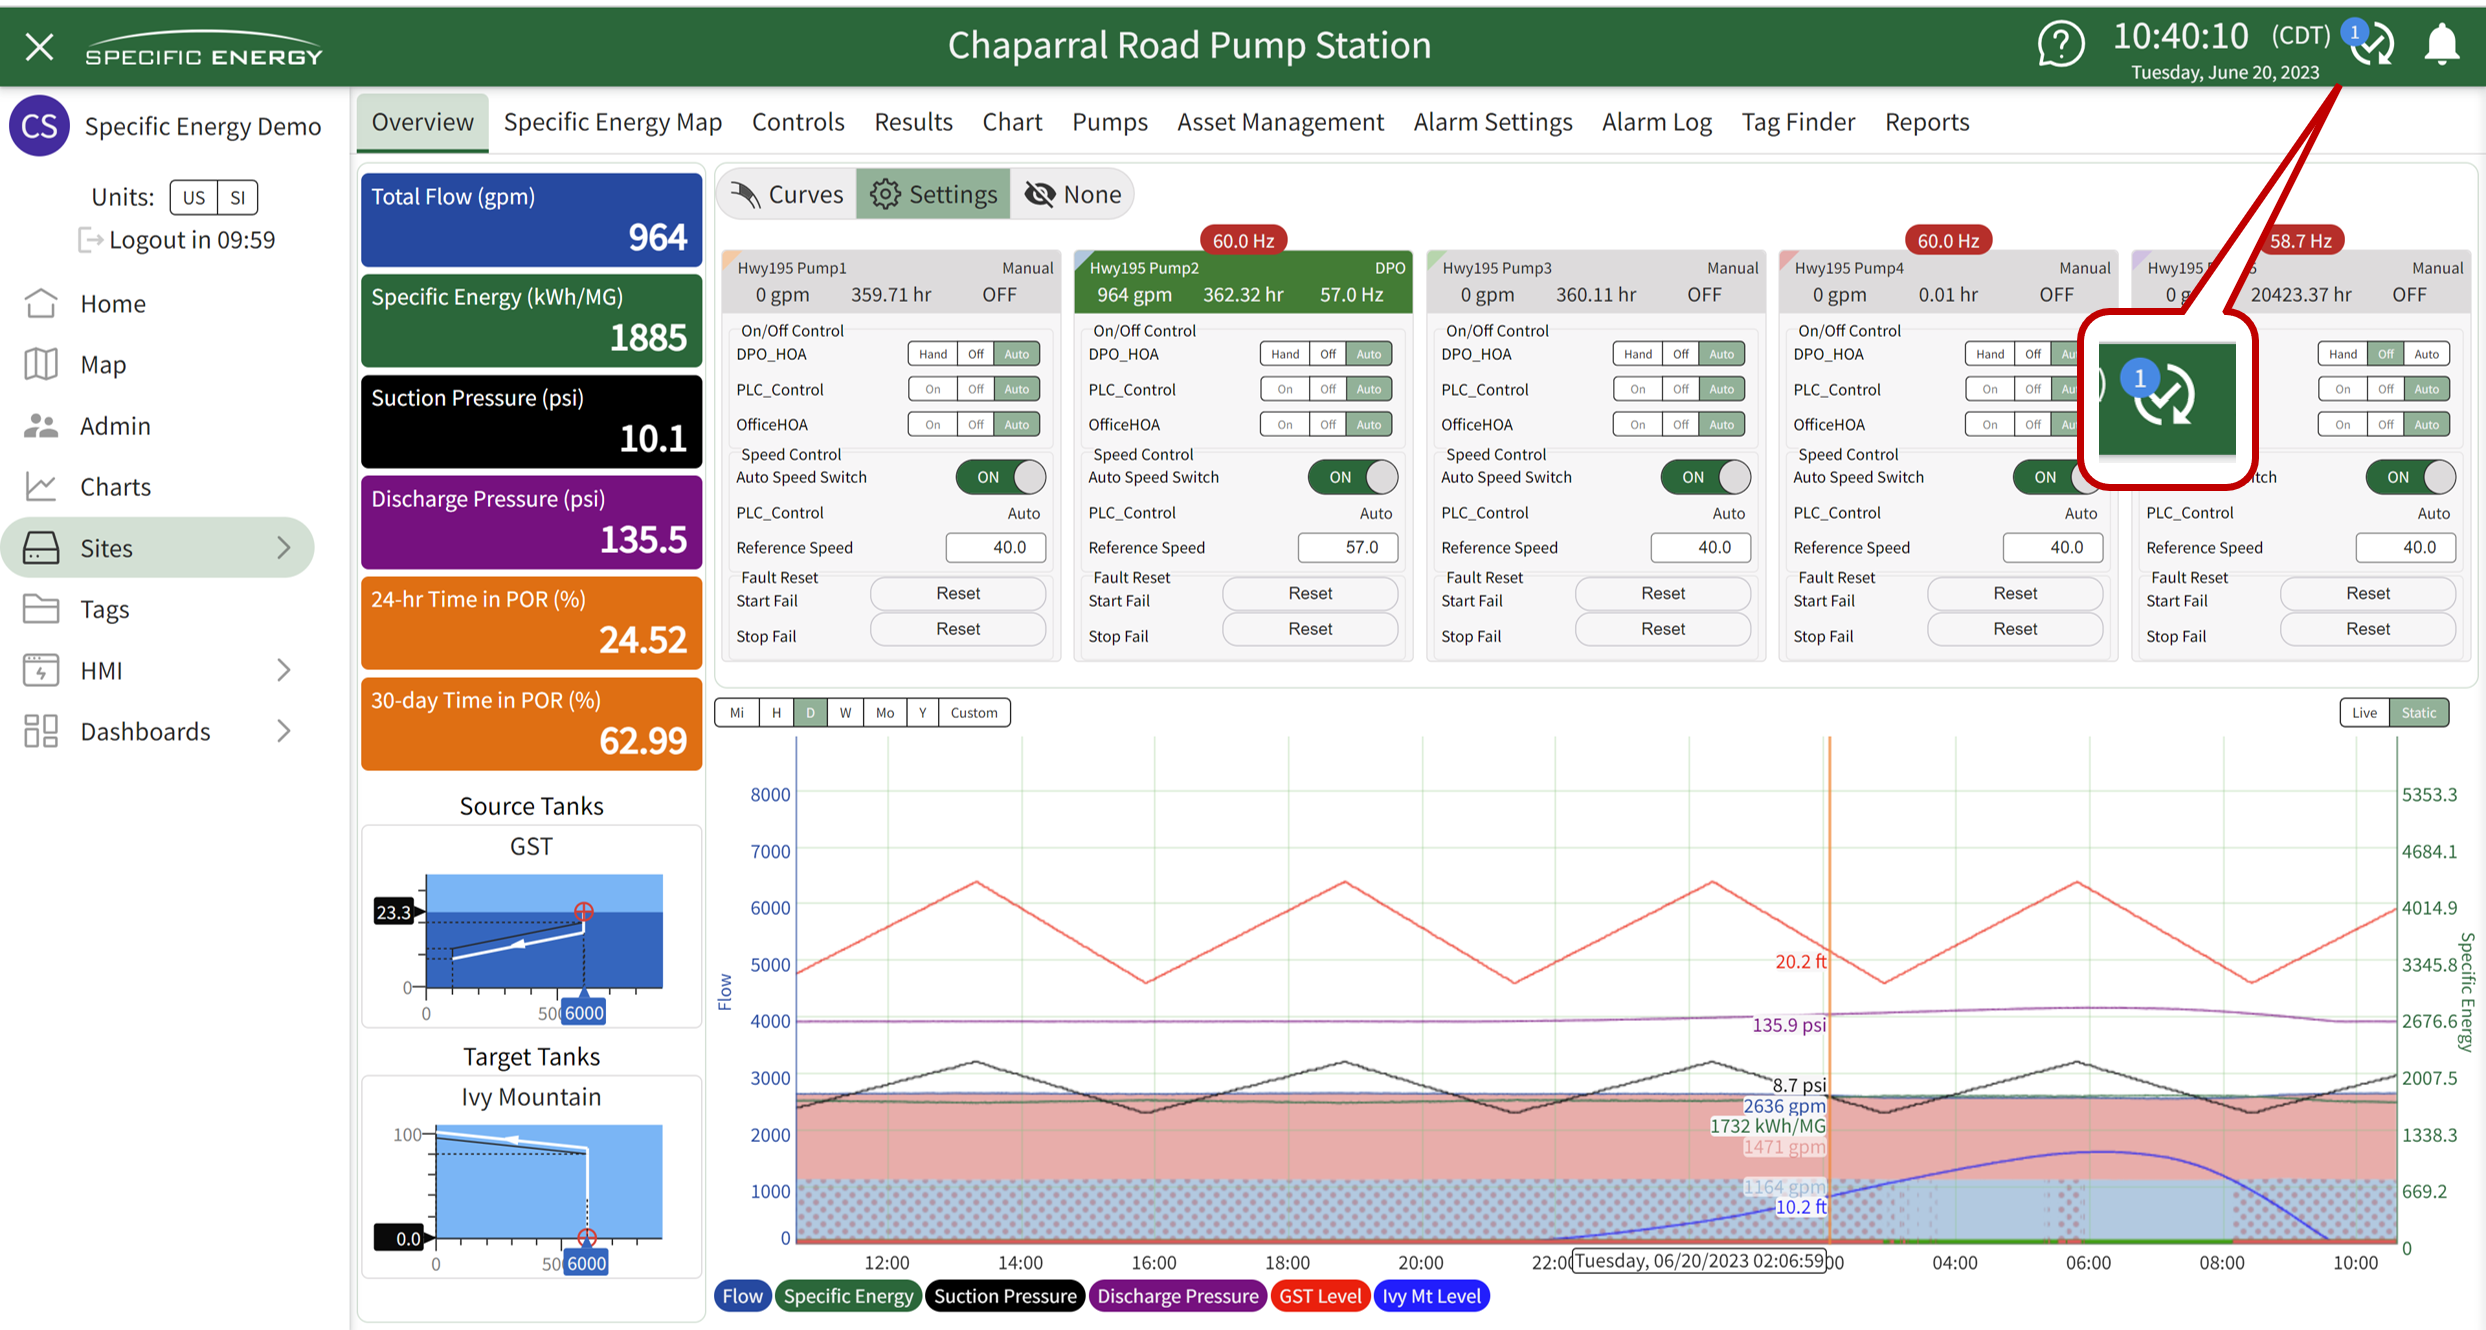 SPECIFIC ENERGY
Chaparral Road Pump Station
10:40:10 (CDT)
Tuesday, June 20, 2023
1
CS Specific Energy Demo
Units: US SI
Logout in 09:59
Home
Map
Admin
Charts
Sites
Tags
HMI
Dashboards
Overview Specific Energy Map Controls Results Chart Pumps Asset Management Alarm Settings Alarm Log Tag Finder Reports
Total Flow (gpm)
964
Specific Energy (kWh/MG)
1885
Suction Pressure (psi)
10.1
Discharge Pressure (psi)
135.5
24-hr Time in POR (%)
24.52
30-day Time in POR (%)
62.99
Source Tanks
GST
23.3
0
0 6000
Target Tanks
Ivy Mountain
100
0.0
0 6000
Curves Settings None
Hwy195 Pump1 Manual
0 gpm 359.71 hr OFF
On/Off Control
DPO_HOA Hand Off Auto
PLC_Control On Off Auto
OfficeHOA On Off Auto
Speed Control
Auto Speed Switch ON
PLC_Control Auto
Reference Speed 40.0
Fault Reset
Start Fail Reset
Stop Fail Reset
60.0 Hz
Hwy195 Pump2 DPO
964 gpm 362.32 hr 57.0 Hz
On/Off Control
DPO_HOA Hand Off Auto
PLC_Control On Off Auto
OfficeHOA On Off Auto
Speed Control
Auto Speed Switch ON
PLC_Control Auto
Reference Speed 57.0
Fault Reset
Start Fail Reset
Stop Fail Reset
Hwy195 Pump3 Manual
0 gpm 360.11 hr OFF
On/Off Control
DPO_HOA Hand Off Auto
PLC_Control On Off Auto
OfficeHOA On Off Auto
Speed Control
Auto Speed Switch ON
PLC_Control Auto
Reference Speed 40.0
Fault Reset
Start Fail Reset
Stop Fail Reset
60.0 Hz
Hwy195 Pump4 Manual
0 gpm 0.01 hr OFF
On/Off Control
DPO_HOA Hand Off
PLC_Control On Off
OfficeHOA On Off
Speed Control
Auto Speed Switch ON
PLC_Control Auto
Reference Speed 40.0
Fault Reset
Start Fail Reset
Stop Fail Reset
58.7 Hz
Hwy195 Manual
0 20423.37 hr OFF
1
Hand Off Auto
On Off Auto
On Off Auto
ON
PLC_Control Auto
Reference Speed 40.0
Fault Reset
Start Fail Reset
Stop Fail Reset
Mi H D W Mo Y Custom
Live Static
Flow
8000
7000
6000
5000
4000
3000
2000
1000
0
20.2 ft
135.9 psi
8.7 psi
2636 gpm
1732 kWh/MG
1471 gpm
1164 gpm
10.2 ft
5353.3
4684.1
4014.9
3345.8
2676.6
2007.5
1338.3
669.2
0
Specific Energy
12:00 14:00 16:00 18:00 20:00 Tuesday, 06/20/2023 02:06:59 04:00 06:00 08:00 10:00
Flow Specific Energy Suction Pressure Discharge Pressure GST Level Ivy Mt Level